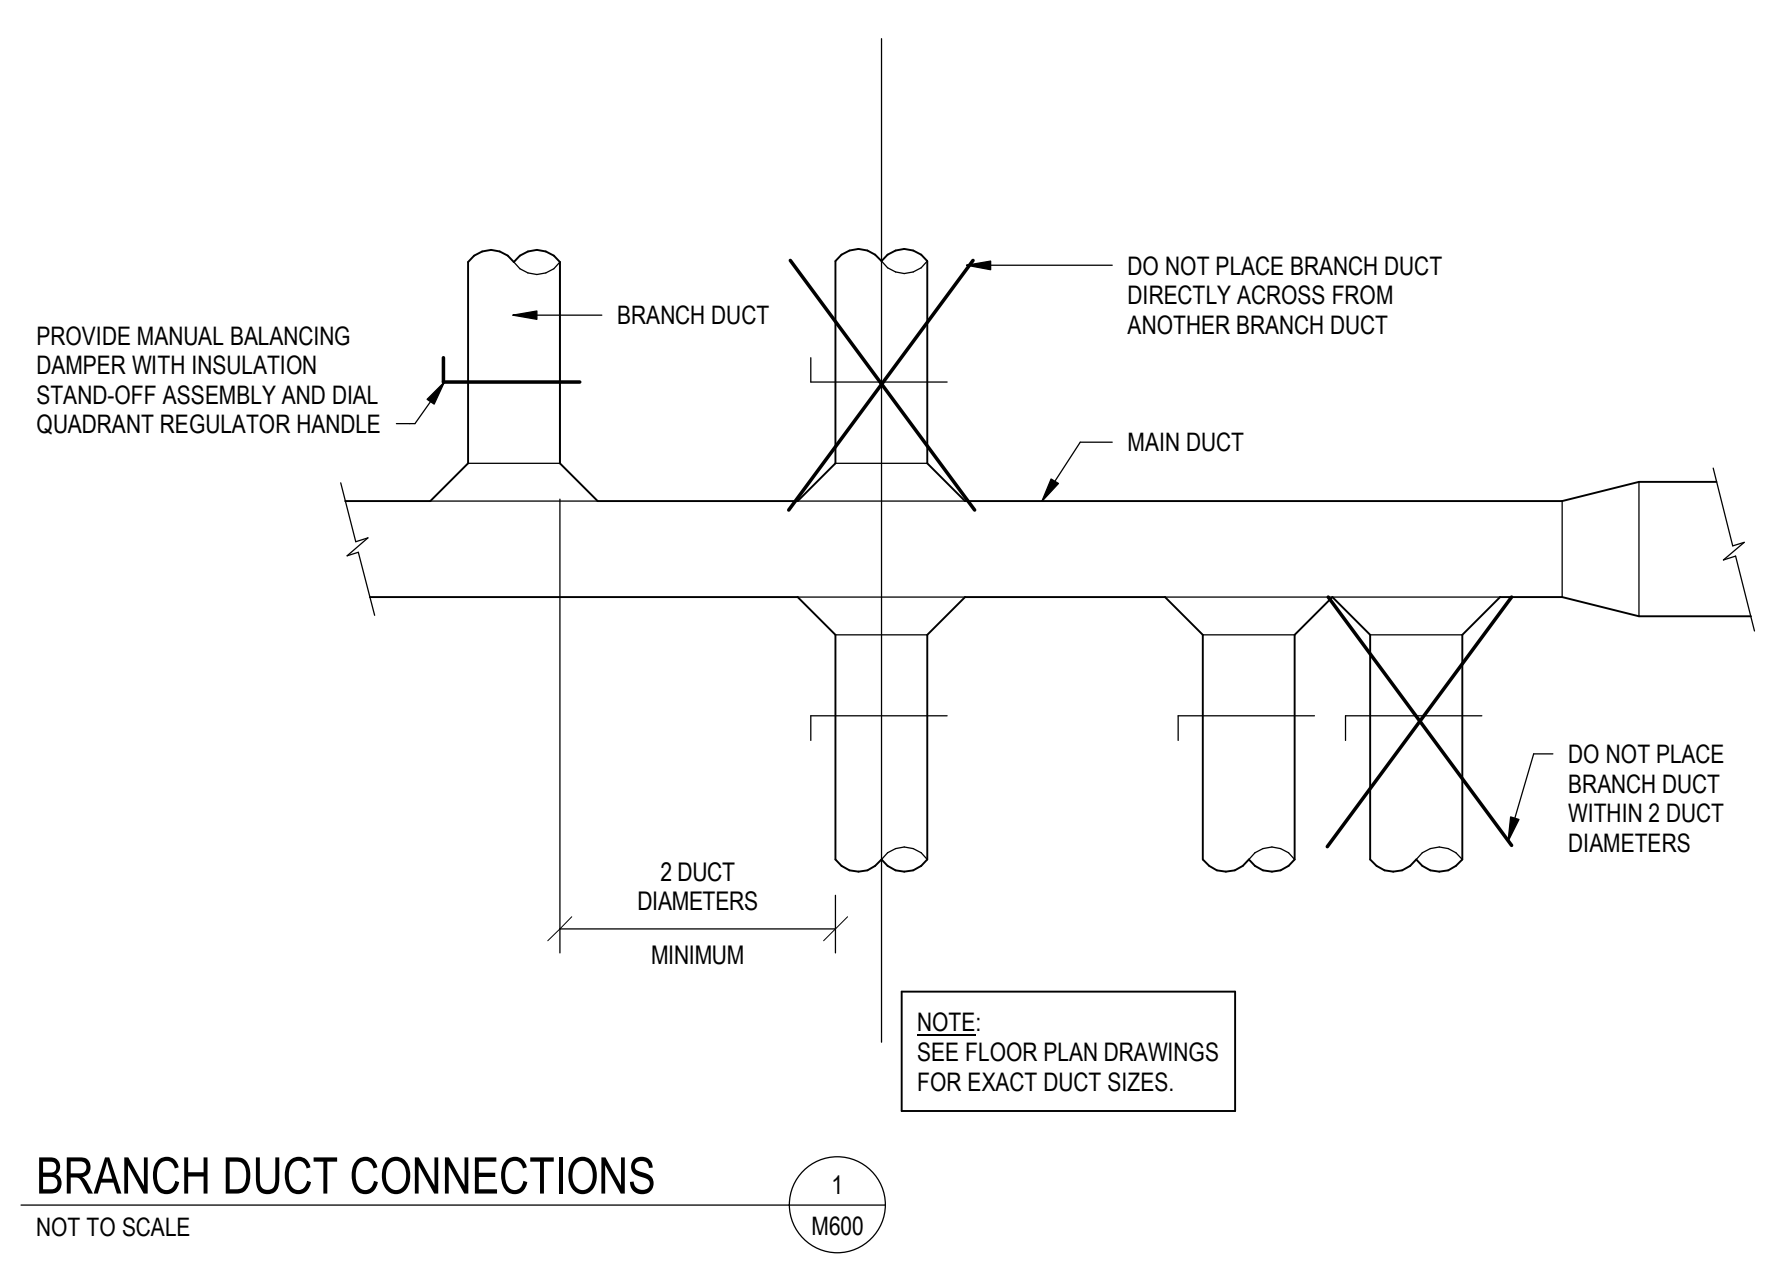 PROVIDE MANUAL BALANCING
DAMPER WITH INSULATION
STAND-OFF ASSEMBLY AND DIAL
QUADRANT REGULATOR HANDLE
BRANCH DUCT
DO NOT PLACE BRANCH DUCT
DIRECTLY ACROSS FROM
ANOTHER BRANCH DUCT
MAIN DUCT
DO NOT PLACE
BRANCH DUCT
WITHIN 2 DUCT
DIAMETERS
2 DUCT
DIAMETERS
MINIMUM
NOTE:
SEE FLOOR PLAN DRAWINGS
FOR EXACT DUCT SIZES.
BRANCH DUCT CONNECTIONS
NOT TO SCALE
1
M600